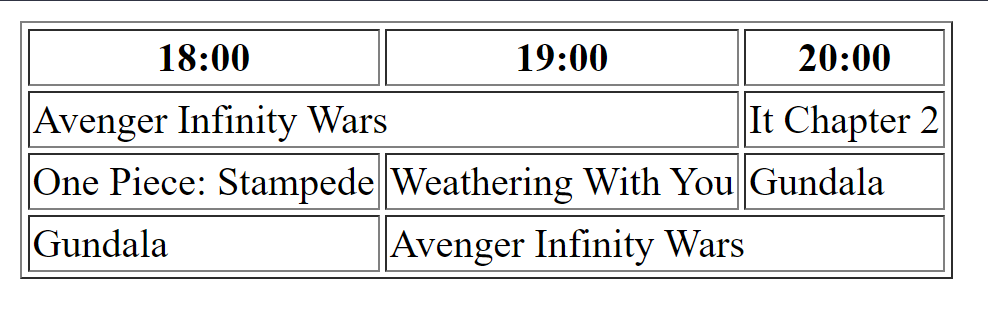 18:00 19:00 20:00
Avenger Infinity Wars It Chapter 2
One Piece: Stampede Weathering With You Gundala
Gundala Avenger Infinity Wars